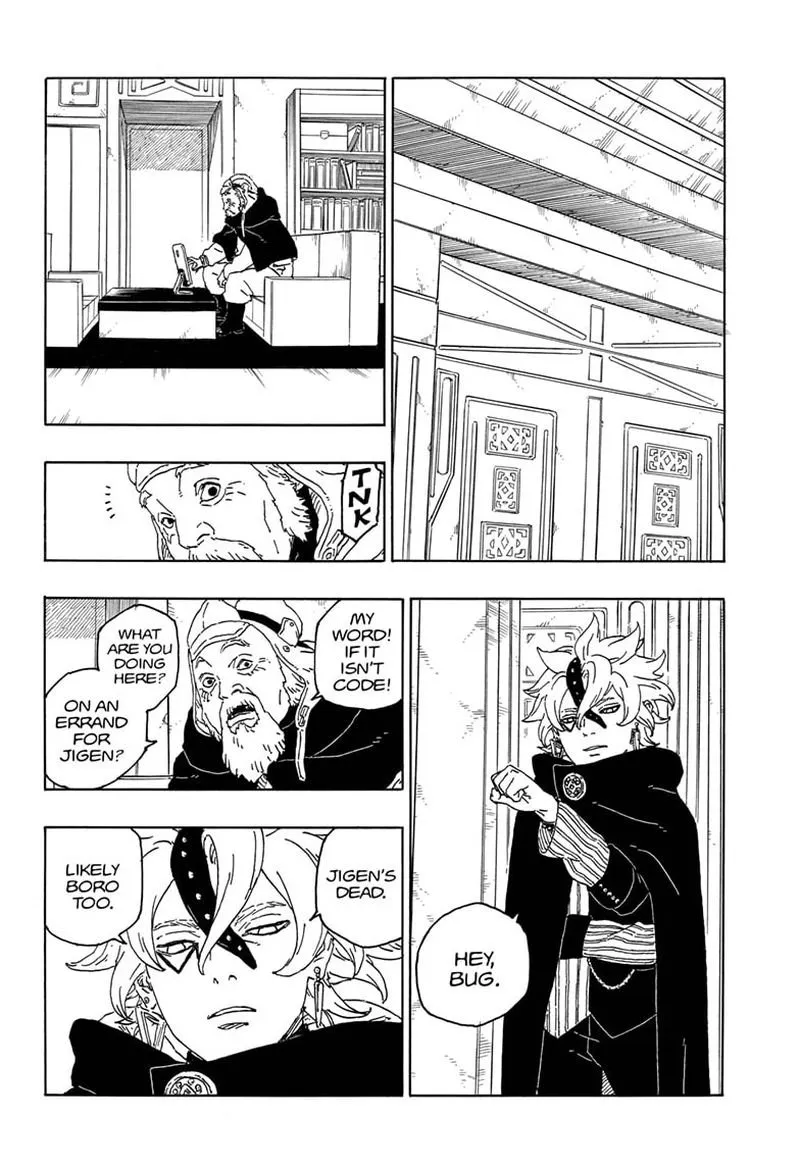 TNK
HEY,
BUG.
MY
WORD!
IF IT
ISN'T
CODE!
WHAT
ARE YOU
DOING
HERE?
ON AN
ERRAND
FOR
JIGEN?
JIGEN'S
DEAD.
LIKELY
BORO
TOO.